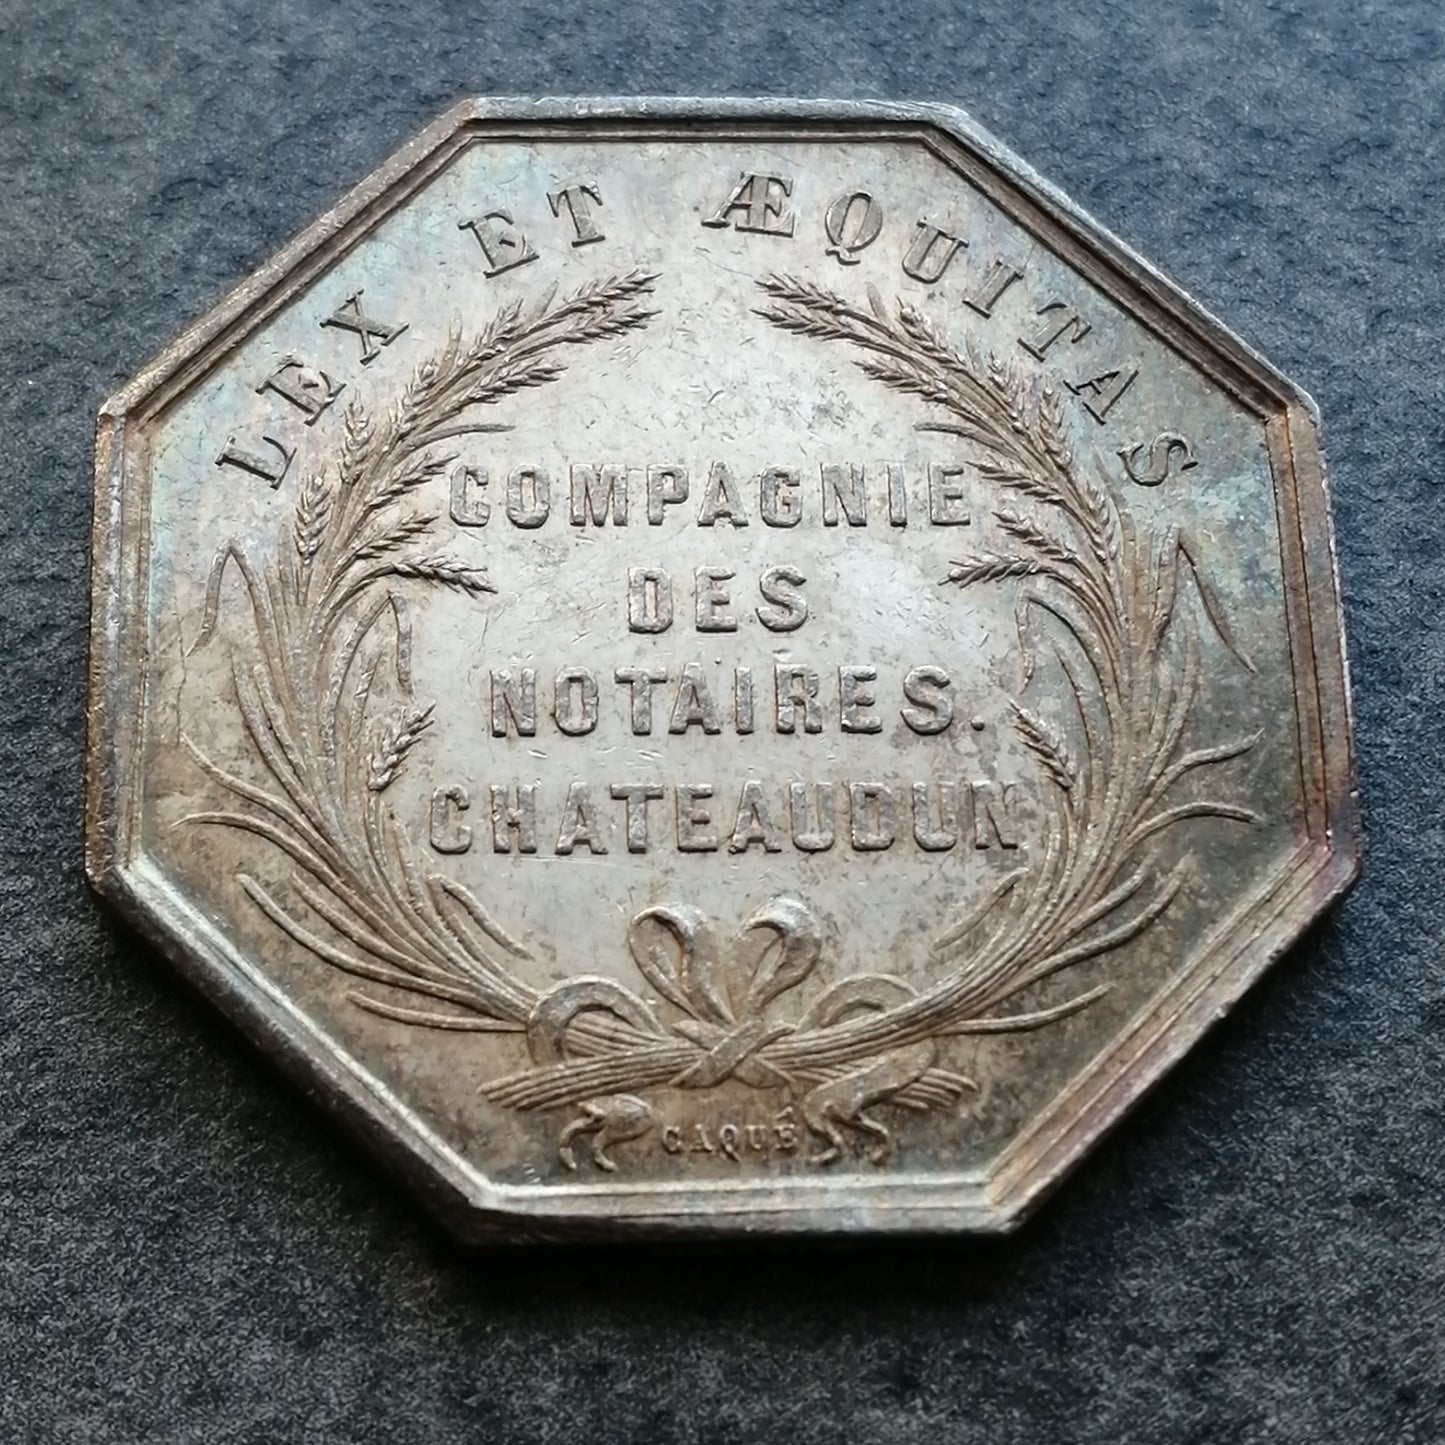 LEX ET ÆQUITAS
COMPAGNIE
DES
NOTAIRES.
CHATEAUDUN
CAQUÉ